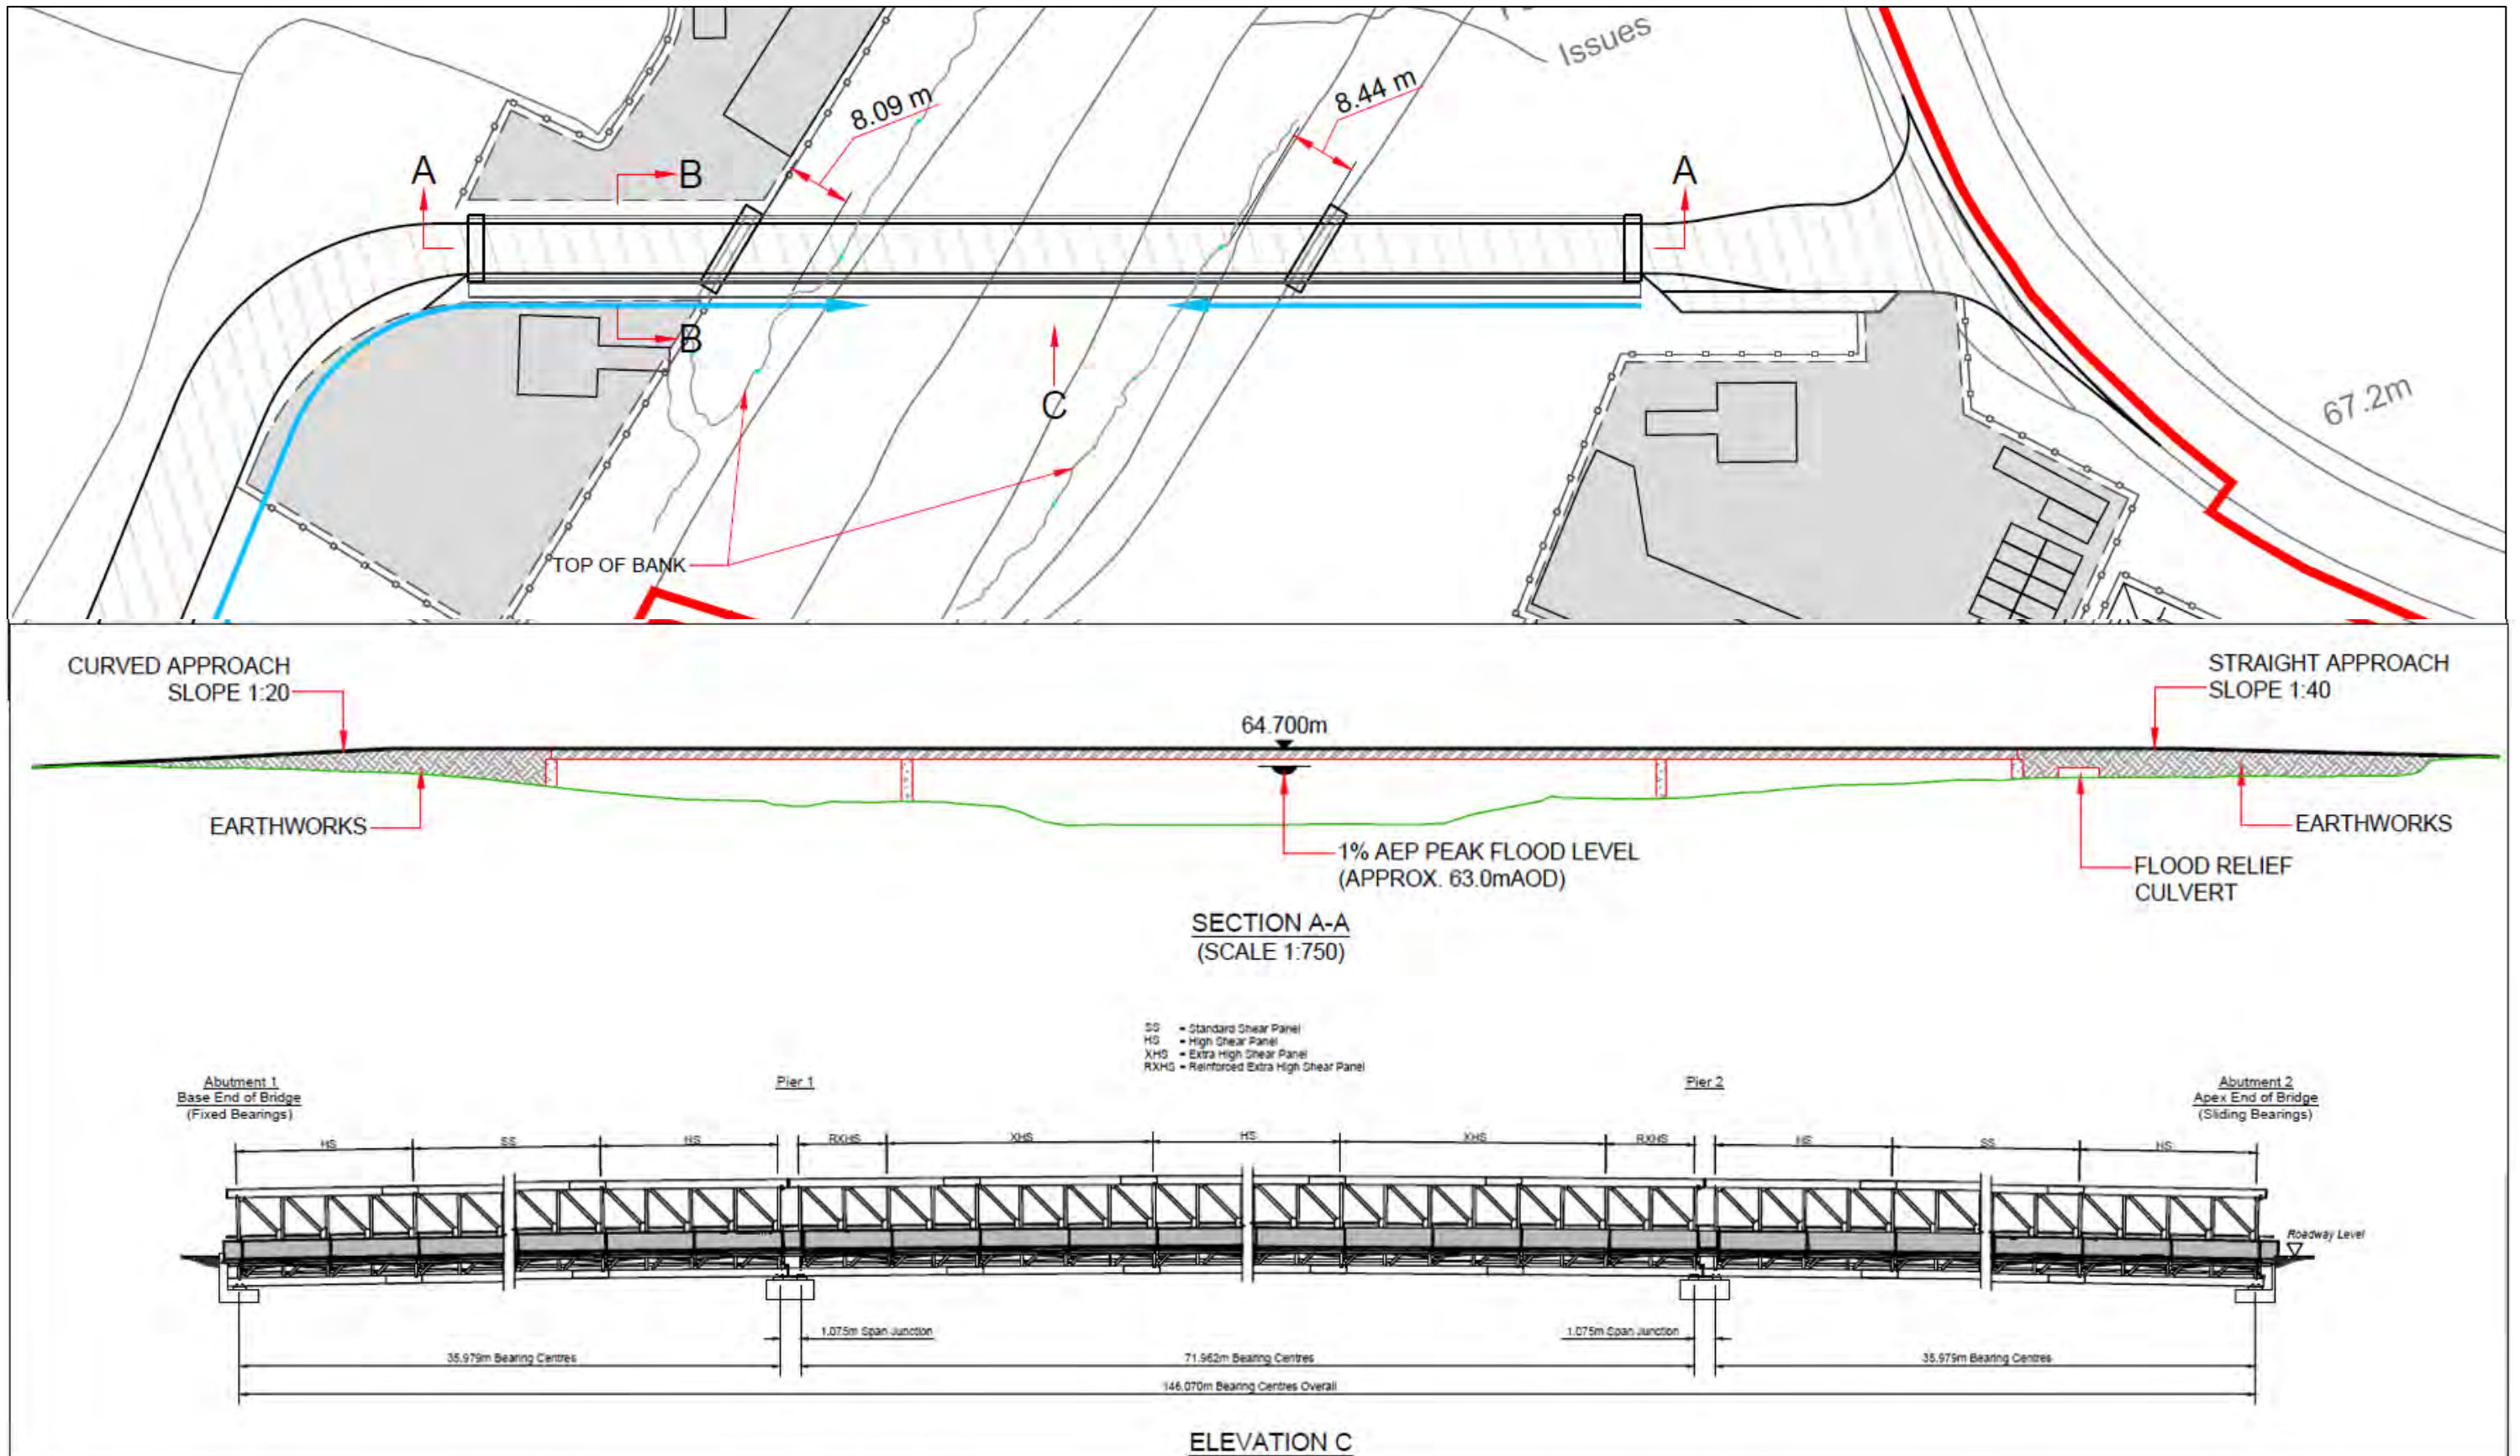 Issues
8.09 m
8.44 m
A
B
A
B
C
67.2m
TOP OF BANK
CURVED APPROACH
SLOPE 1:20
STRAIGHT APPROACH
SLOPE 1:40
64.700m
EARTHWORKS
1% AEP PEAK FLOOD LEVEL
(APPROX. 63.0mAOD)
EARTHWORKS
FLOOD RELIEF
CULVERT
SECTION A-A
(SCALE 1:750)
SS = Standard Shear Panel
HS = High Shear Panel
XHS = Extra High Shear Panel
RXHS = Reinforced Extra High Shear Panel
Abutment 1
Base End of Bridge
(Fixed Bearings)
Pier 1
Pier 2
Abutment 2
Apex End of Bridge
(Sliding Bearings)
HS SS HS RXHS XHS HS XHS RXHS HS SS HS
Roadway Level
1.075m Span Junction
1.075m Span Junction
35.979m Bearing Centres
71.962m Bearing Centres
35.979m Bearing Centres
146.070m Bearing Centres Overall
ELEVATION C